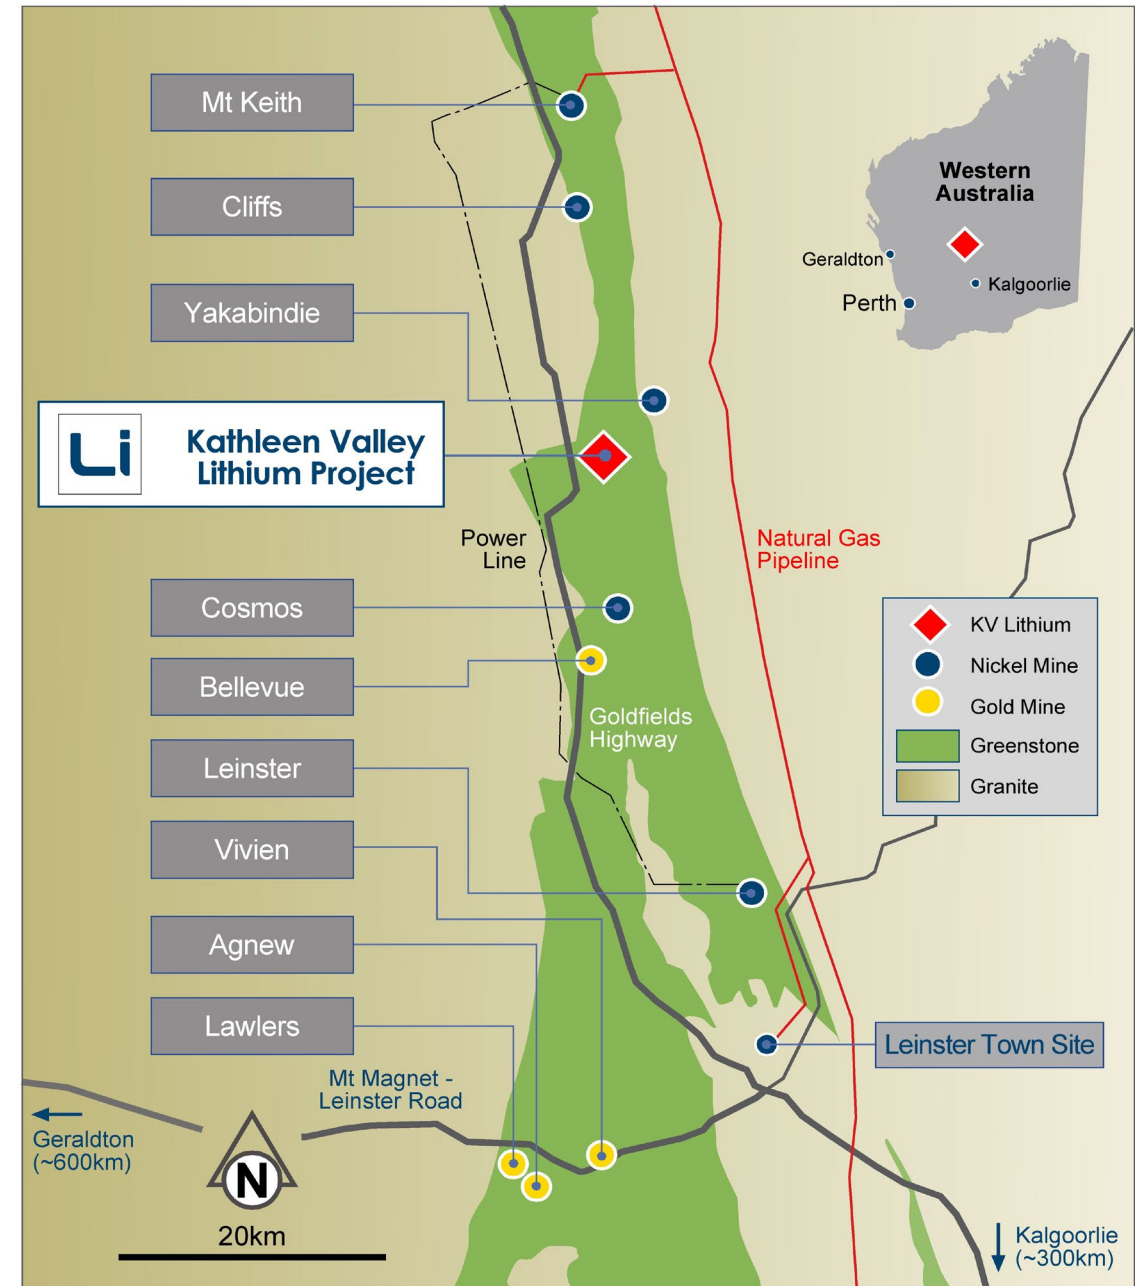 Mt Keith
Cliffs
Yakabindie
Li
Kathleen Valley
Lithium Project
Power
Line
Cosmos
Bellevue
Leinster
Vivien
Agnew
Lawlers
Mt Magnet -
Leinster Road
Geraldton
(~600km)
N
20km
Goldfields
Highway
Natural Gas
Pipeline
Western
Australia
Geraldton
Kalgoorlie
Perth
KV Lithium
Nickel Mine
Gold Mine
Greenstone
Granite
Leinster Town Site
Kalgoorlie
(~300km)